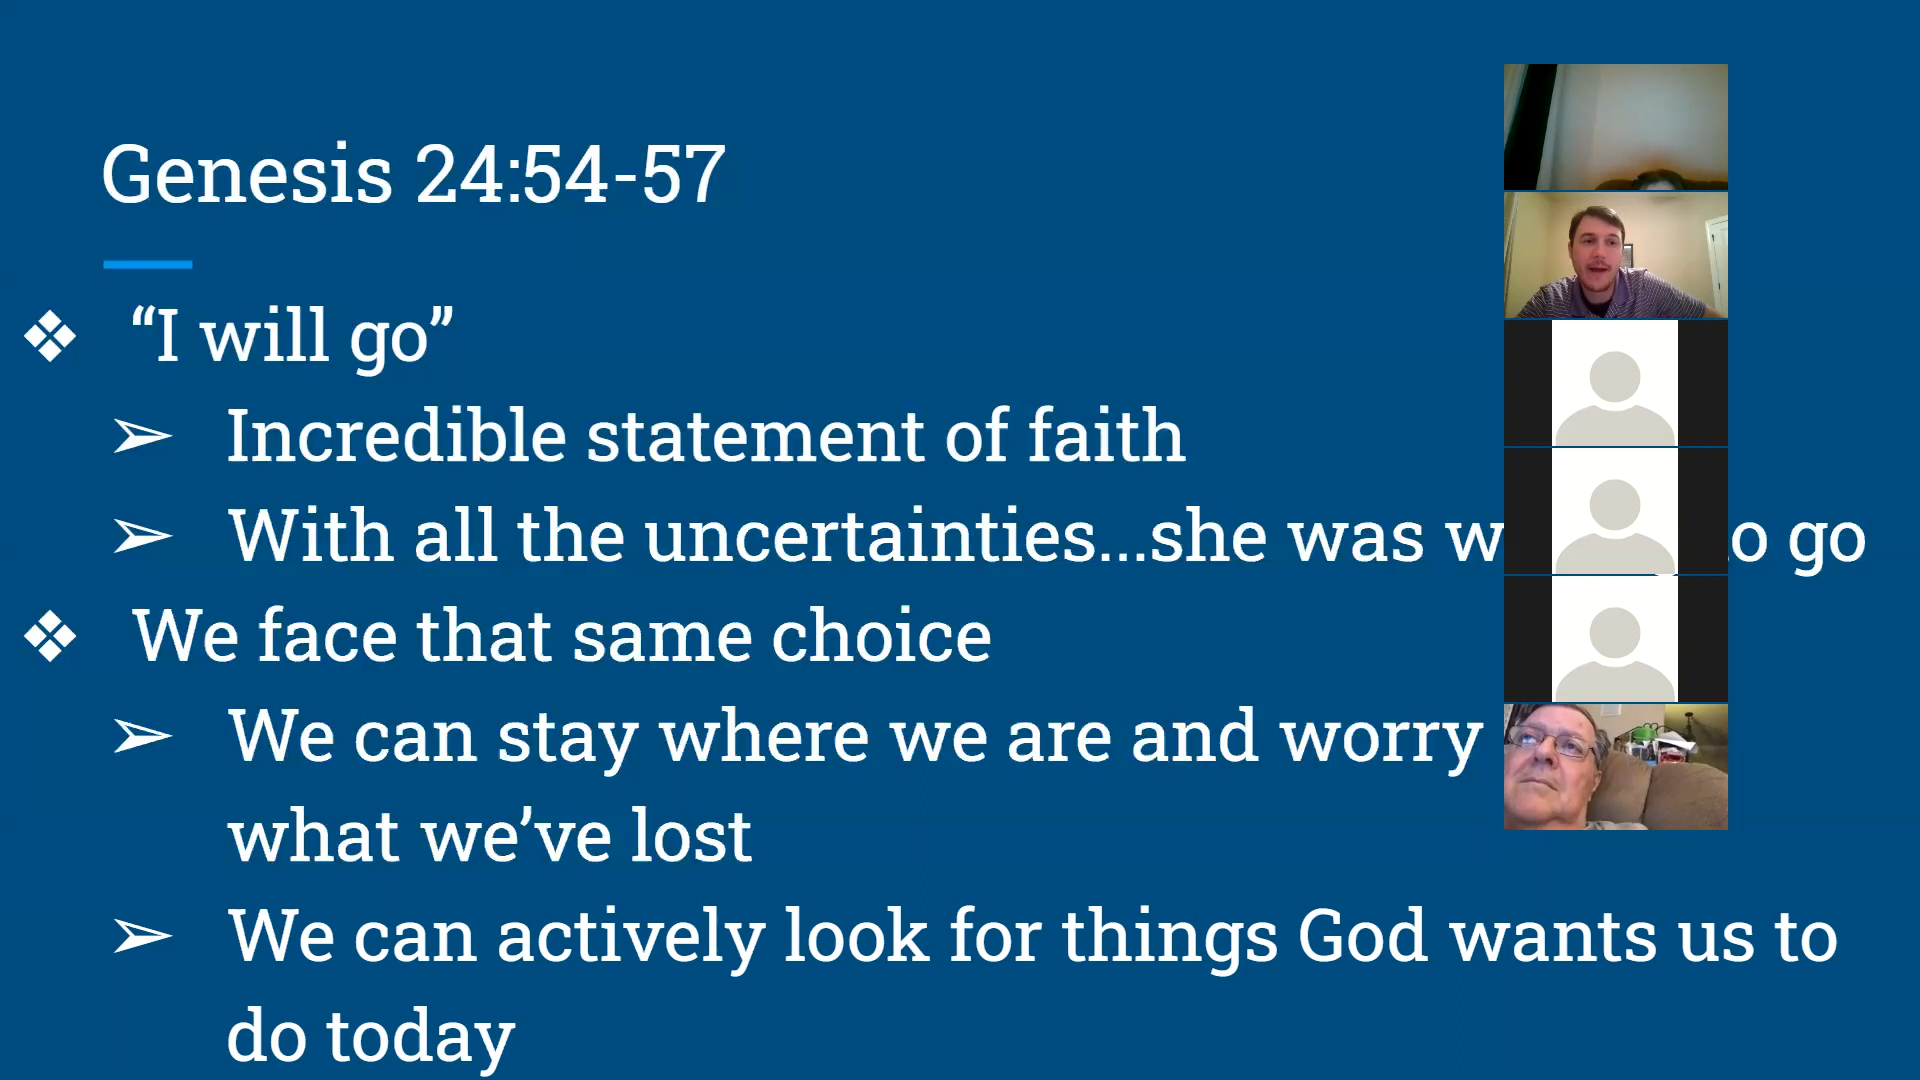 Genesis 24:54-57
❖ “I will go”
➢ Incredible statement of faith
➢ With all the uncertainties...she was go
❖ We face that same choice
➢ We can stay where we are and worry
what we’ve lost
➢ We can actively look for things God wants us to
do today